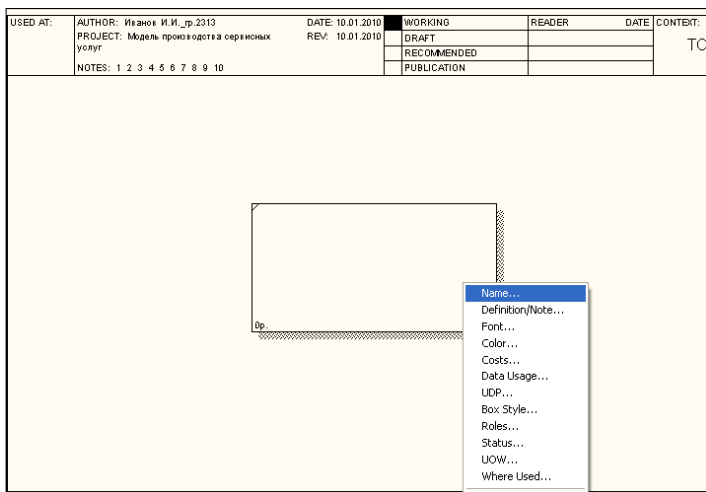 USED AT: AUTHOR: Иванов И.И._гр.2313 DATE: 10.01.2010 WORKING READER DATE CONTEXT:
PROJECT: Модель производства сервисных REV: 10.01.2010 DRAFT
услуг
TO
RECOMMENDED
NOTES: 1 2 3 4 5 6 7 8 9 10 PUBLICATION
0р.
Name...
Definition/Note...
Font...
Color...
Costs...
Data Usage...
UDP...
Box Style...
Roles...
Status...
UOW...
Where Used...